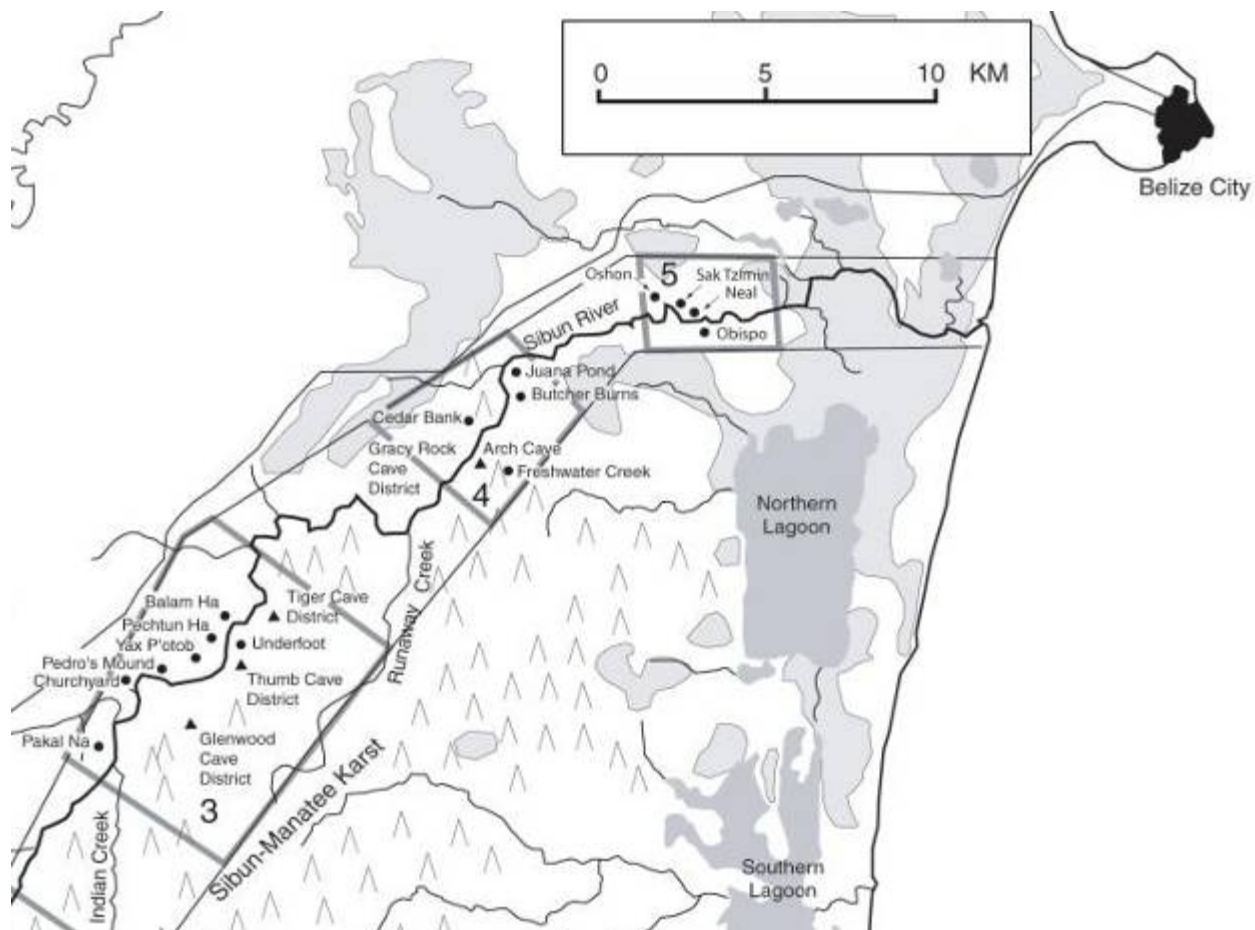 0 5 10 KM
Belize City
Oshon
5
Sak Tzimin
Neal
Obispo
Sibun River
Juana Pond
Butcher Burns
Cedar Bank
Gracy Rock
Cave
District
Arch Cave
Freshwater Creek
4
Northern
Lagoon
Runaway Creek
Tiger Cave
District
Balam Ha
Pechtun Ha
Yax P'otob
Underfoot
Pedro's Mound
Churchyard
Thumb Cave
District
Pakal Na
Glenwood
Cave
District
3
Sibun-Manatee Karst
Indian Creek
Southern
Lagoon